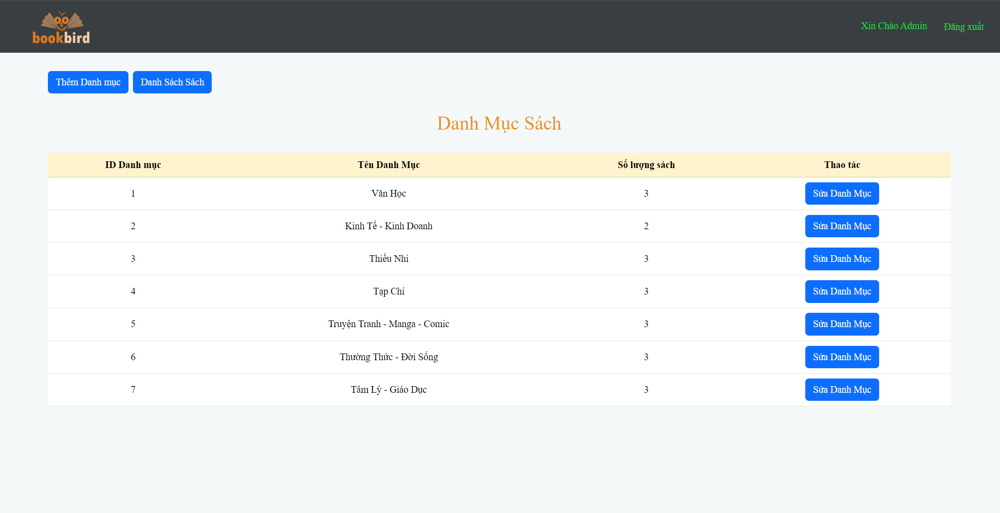 bookbird
Xin Chào Admin Đăng xuất
Thêm Danh mục Danh Sách Sách
Danh Mục Sách
ID Danh mục Tên Danh Mục Số lượng sách Thao tác
1 Văn Học 3 Sửa Danh Mục
2 Kinh Tế - Kinh Doanh 2 Sửa Danh Mục
3 Thiếu Nhi 3 Sửa Danh Mục
4 Tạp Chí 3 Sửa Danh Mục
5 Truyện Tranh - Manga - Comic 3 Sửa Danh Mục
6 Thường Thức - Đời Sống 3 Sửa Danh Mục
7 Tâm Lý - Giáo Dục 3 Sửa Danh Mục